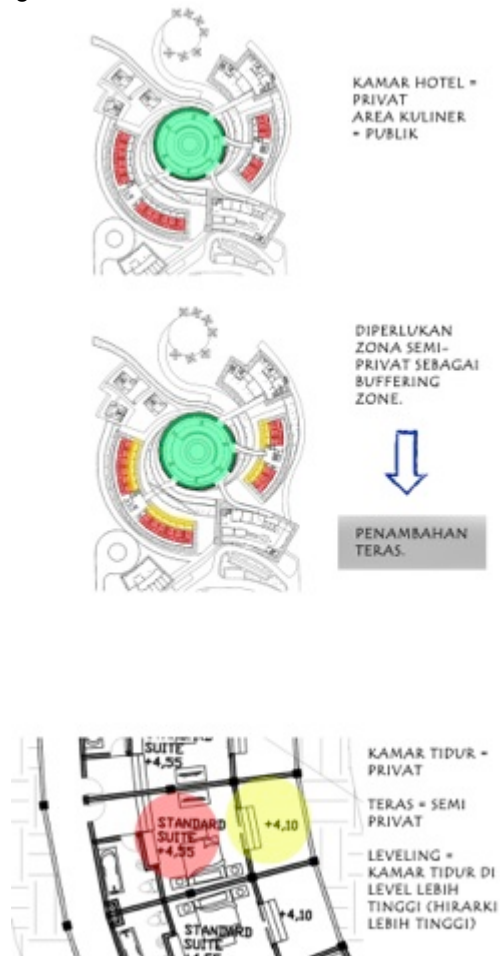 KAMAR HOTEL =
PRIVAT
AREA KULINER
= PUBLIK
DIPERLUKAN
ZONA SEMI-
PRIVAT SEBAGAI
BUFFERING
ZONE.
PENAMBAHAN
TERAS.
SUITE
+4,55
STANDARD
SUITE
+4,55
+4,10
STANDARD
SUITE
+4,10
KAMAR TIDUR =
PRIVAT
TERAS = SEMI
PRIVAT
LEVELING =
KAMAR TIDUR DI
LEVEL LEBIH
TINGGI (HIRARKI
LEBIH TINGGI)